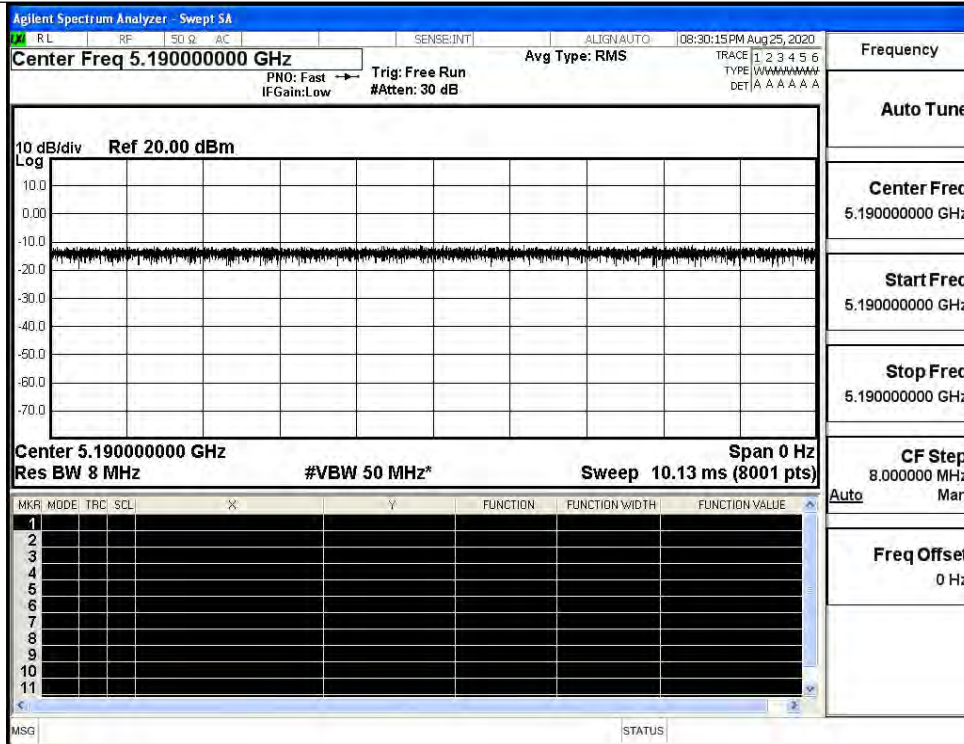 Agilent Spectrum Analyzer - Swept SA
LXI RL RF 50 Ω AC SENSE:INT ALIGN AUTO 08:30:15 PM Aug 25, 2020
Center Freq 5.190000000 GHz
PNO: Fast
IFGain:Low
Trig: Free Run
#Atten: 30 dB
Avg Type: RMS
TRACE 1 2 3 4 5 6
TYPE WWWWWW
DET A A A A A A
10 dB/div Ref 20.00 dBm
Log
10.0
0.00
-10.0
-20.0
-30.0
-40.0
-50.0
-60.0
-70.0
Center 5.190000000 GHz Span 0 Hz
Res BW 8 MHz #VBW 50 MHz* Sweep 10.13 ms (8001 pts)
MKR MODE TRC SCL X Y FUNCTION FUNCTION WIDTH FUNCTION VALUE
1
2
3
4
5
6
7
8
9
10
11
MSG STATUS
Frequency
Auto Tune
Center Freq
5.190000000 GHz
Start Freq
5.190000000 GHz
Stop Freq
5.190000000 GHz
CF Step
8.000000 MHz
Auto Man
Freq Offset
0 Hz